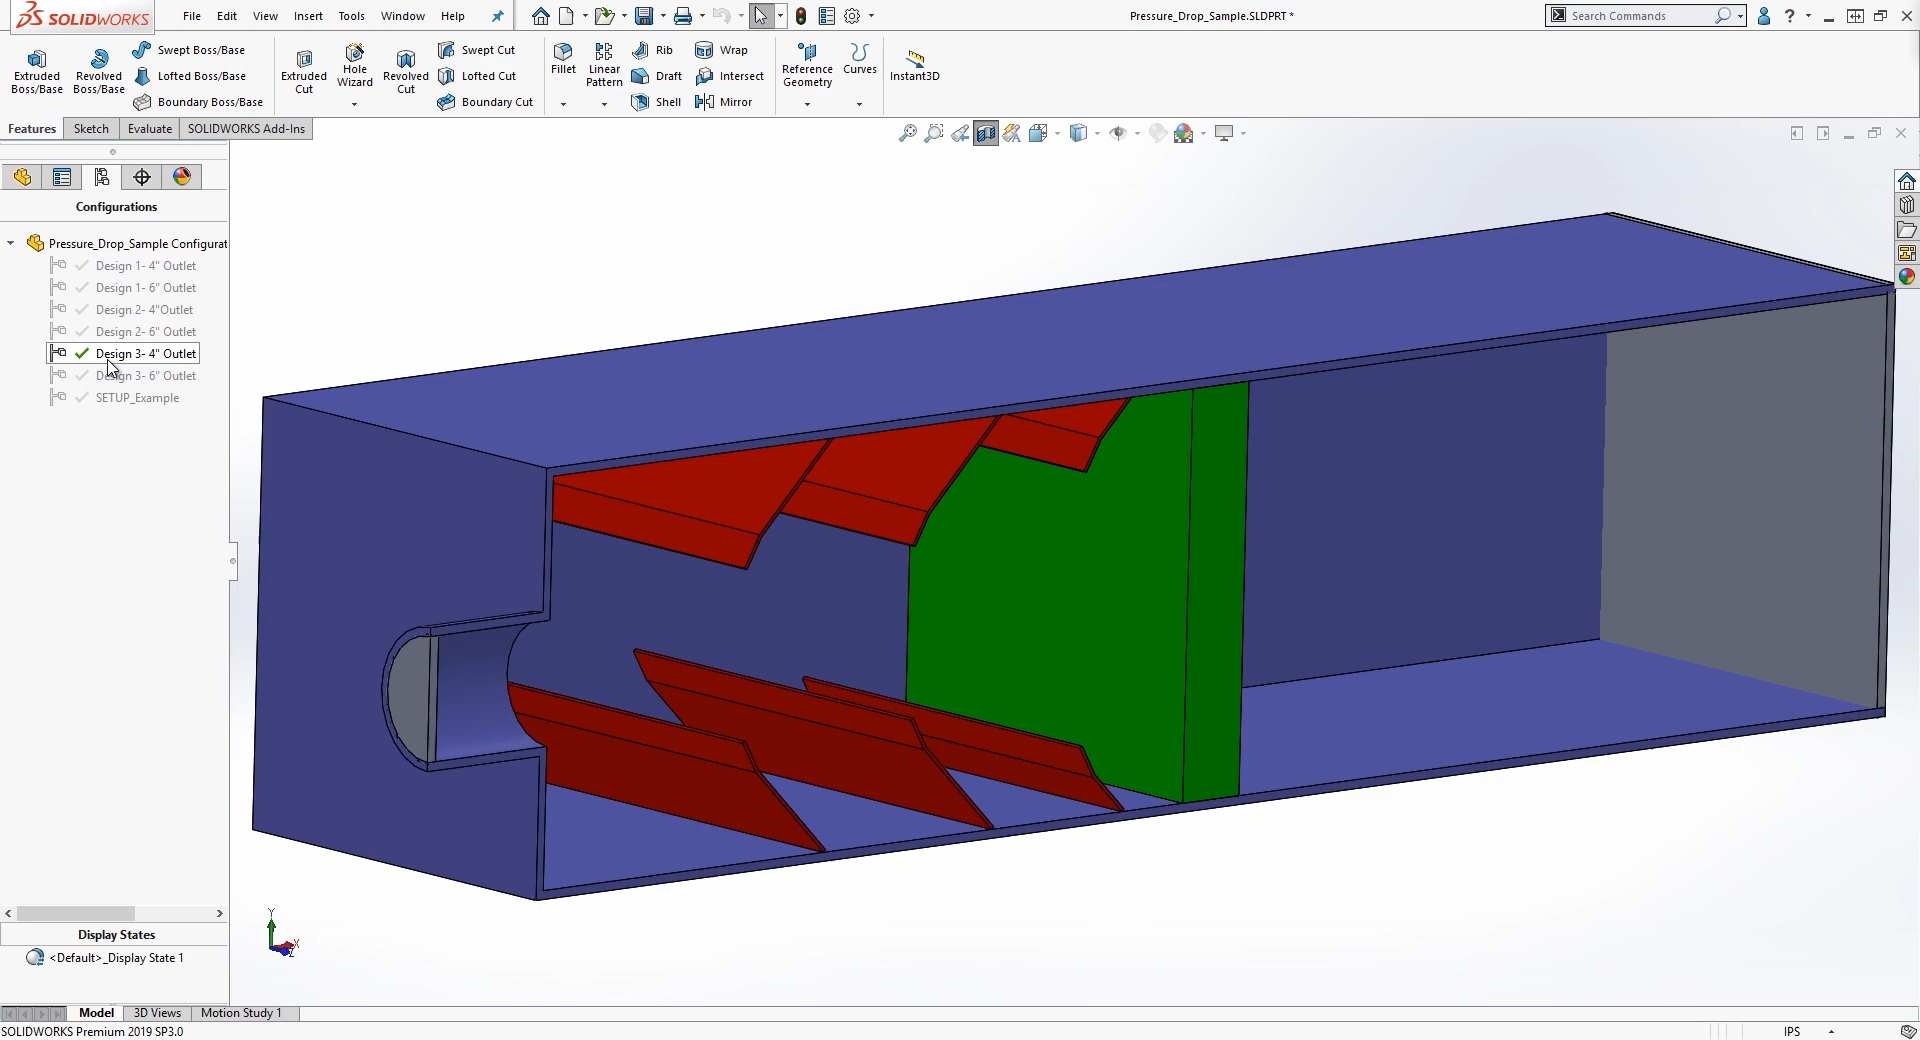 SOLIDWORKS
File Edit View Insert Tools Window Help
Pressure_Drop_Sample.SLDPRT *
Search Commands
?
Extruded Boss/Base
Revolved Boss/Base
Swept Boss/Base
Lofted Boss/Base
Boundary Boss/Base
Extruded Cut
Hole Wizard
Revolved Cut
Swept Cut
Lofted Cut
Boundary Cut
Fillet
Linear Pattern
Rib
Draft
Shell
Wrap
Intersect
Mirror
Reference Geometry
Curves
Instant3D
Features Sketch Evaluate SOLIDWORKS Add-Ins
Configurations
Pressure_Drop_Sample Configurat
Design 1- 4" Outlet
Design 1- 6" Outlet
Design 2- 4"Outlet
Design 2- 6" Outlet
Design 3- 4" Outlet
Design 3- 6" Outlet
SETUP_Example
Y
X
Z
Display States
<Default>_Display State 1
Model 3D Views Motion Study 1
SOLIDWORKS Premium 2019 SP3.0
IPS